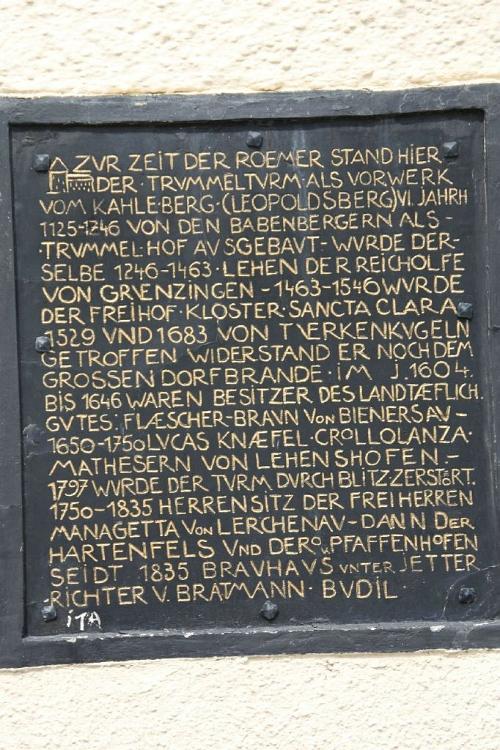 ZVR ZEIT DER ROEMER STAND HIER
DER · TRVMMELTVRM ALS VORWERK
VOM KAHLE·BERG·(LEOPOLDSBERG) VI. JAHRH
1125-1246 VON DEN BABENBERGERN ALS-
TRVMMEL·HOF AVSGEBAVT- WVRDE DER-
SELBE 1246-1463·LEHEN DER REICHOLFE
VON GRVENZINGEN -1463-1546 WVRDE
DER FREIHOF·KLOSTER·SANCTA CLARA
1529 VND 1683 VON TVERKENKVGELN
GETROFFEN WIDERSTAND ER NOCH DEM
GROSSEN DORFBRANDE·IM J.1604.
BIS 1646 WAREN BESITZER DES LANDTÆFLICH.
GVTES·FLÆSCHER-BRAVN VON BIENERSAV-
1650-1750 LVCAS KNÆFEL·CROLLOLANZA·
MATHESERN VON LEHENSHOFEN.-
1797 WVRDE DER TVRM DVRCH BLITZ·ZERSTÖRT.
1750-1835 HERRENSITZ DER FREIHERREN
MANAGETTA VON LERCHENAV-DANN DER
HARTENFELS VND DER PFAFFENHOFEN
SEIDT 1835 BRAVHAVS VNTER JETTER
RICHTER V. BRATMANN·BVDIL
ITA